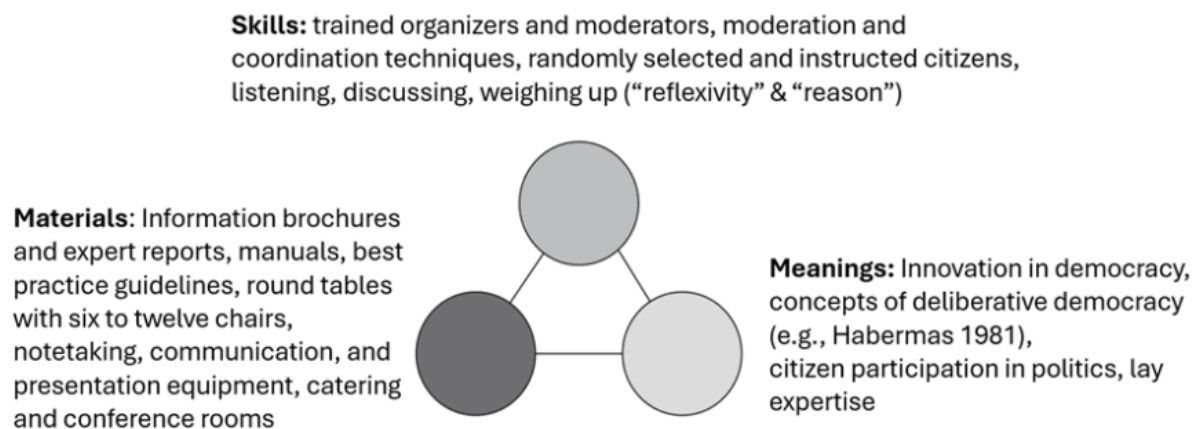 Skills: trained organizers and moderators, moderation and
coordination techniques, randomly selected and instructed citizens,
listening, discussing, weighing up (“reflexivity” & “reason”)
Materials: Information brochures
and expert reports, manuals, best
practice guidelines, round tables
with six to twelve chairs,
notetaking, communication, and
presentation equipment, catering
and conference rooms
Meanings: Innovation in democracy,
concepts of deliberative democracy
(e.g., Habermas 1981),
citizen participation in politics, lay
expertise